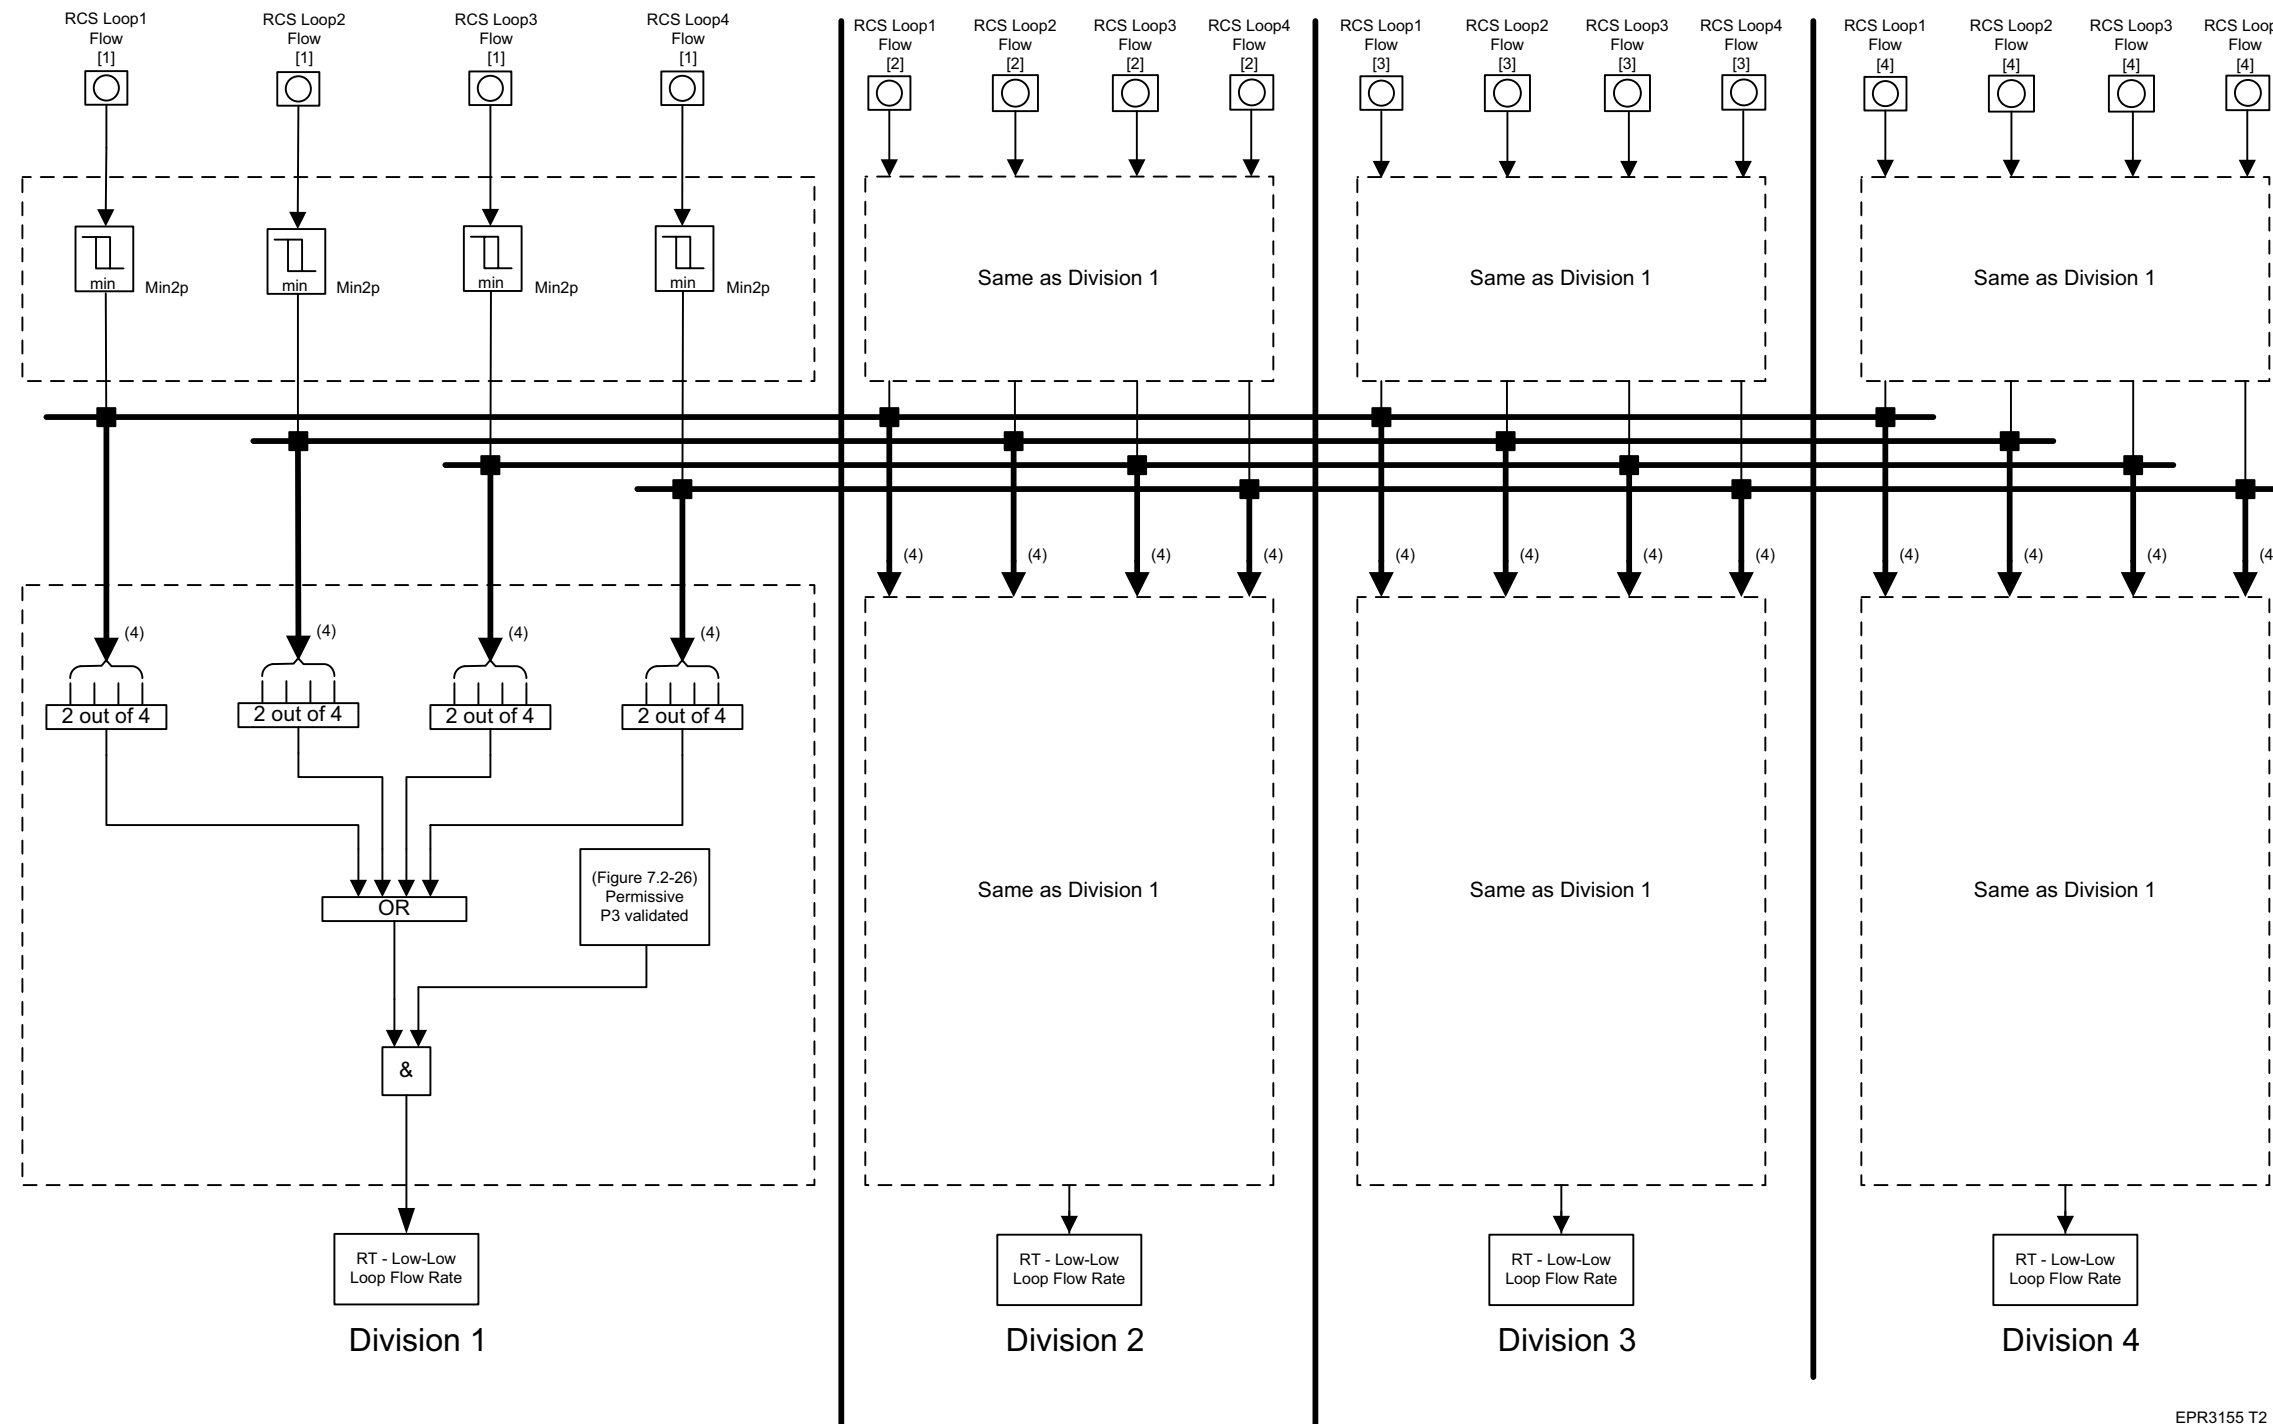 RCS Loop1
Flow
[1]
RCS Loop2
Flow
[1]
RCS Loop3
Flow
[1]
RCS Loop4
Flow
[1]
RCS Loop1
Flow
[2]
RCS Loop2
Flow
[2]
RCS Loop3
Flow
[2]
RCS Loop4
Flow
[2]
RCS Loop1
Flow
[3]
RCS Loop2
Flow
[3]
RCS Loop3
Flow
[3]
RCS Loop4
Flow
[3]
RCS Loop1
Flow
[4]
RCS Loop2
Flow
[4]
RCS Loop3
Flow
[4]
RCS Loop
Flow
[4]
min
Min2p
min
Min2p
min
Min2p
min
Min2p
Same as Division 1
Same as Division 1
Same as Division 1
(4)
(4)
(4)
(4)
(4)
(4)
(4)
(4)
(4)
(4)
(4)
(4
(4)
(4)
(4)
(4)
2 out of 4
2 out of 4
2 out of 4
2 out of 4
(Figure 7.2-26)
Permissive
P3 validated
OR
&
Same as Division 1
Same as Division 1
Same as Division 1
RT - Low-Low
Loop Flow Rate
RT - Low-Low
Loop Flow Rate
RT - Low-Low
Loop Flow Rate
RT - Low-Low
Loop Flow Rate
Division 1
Division 2
Division 3
Division 4
EPR3155 T2